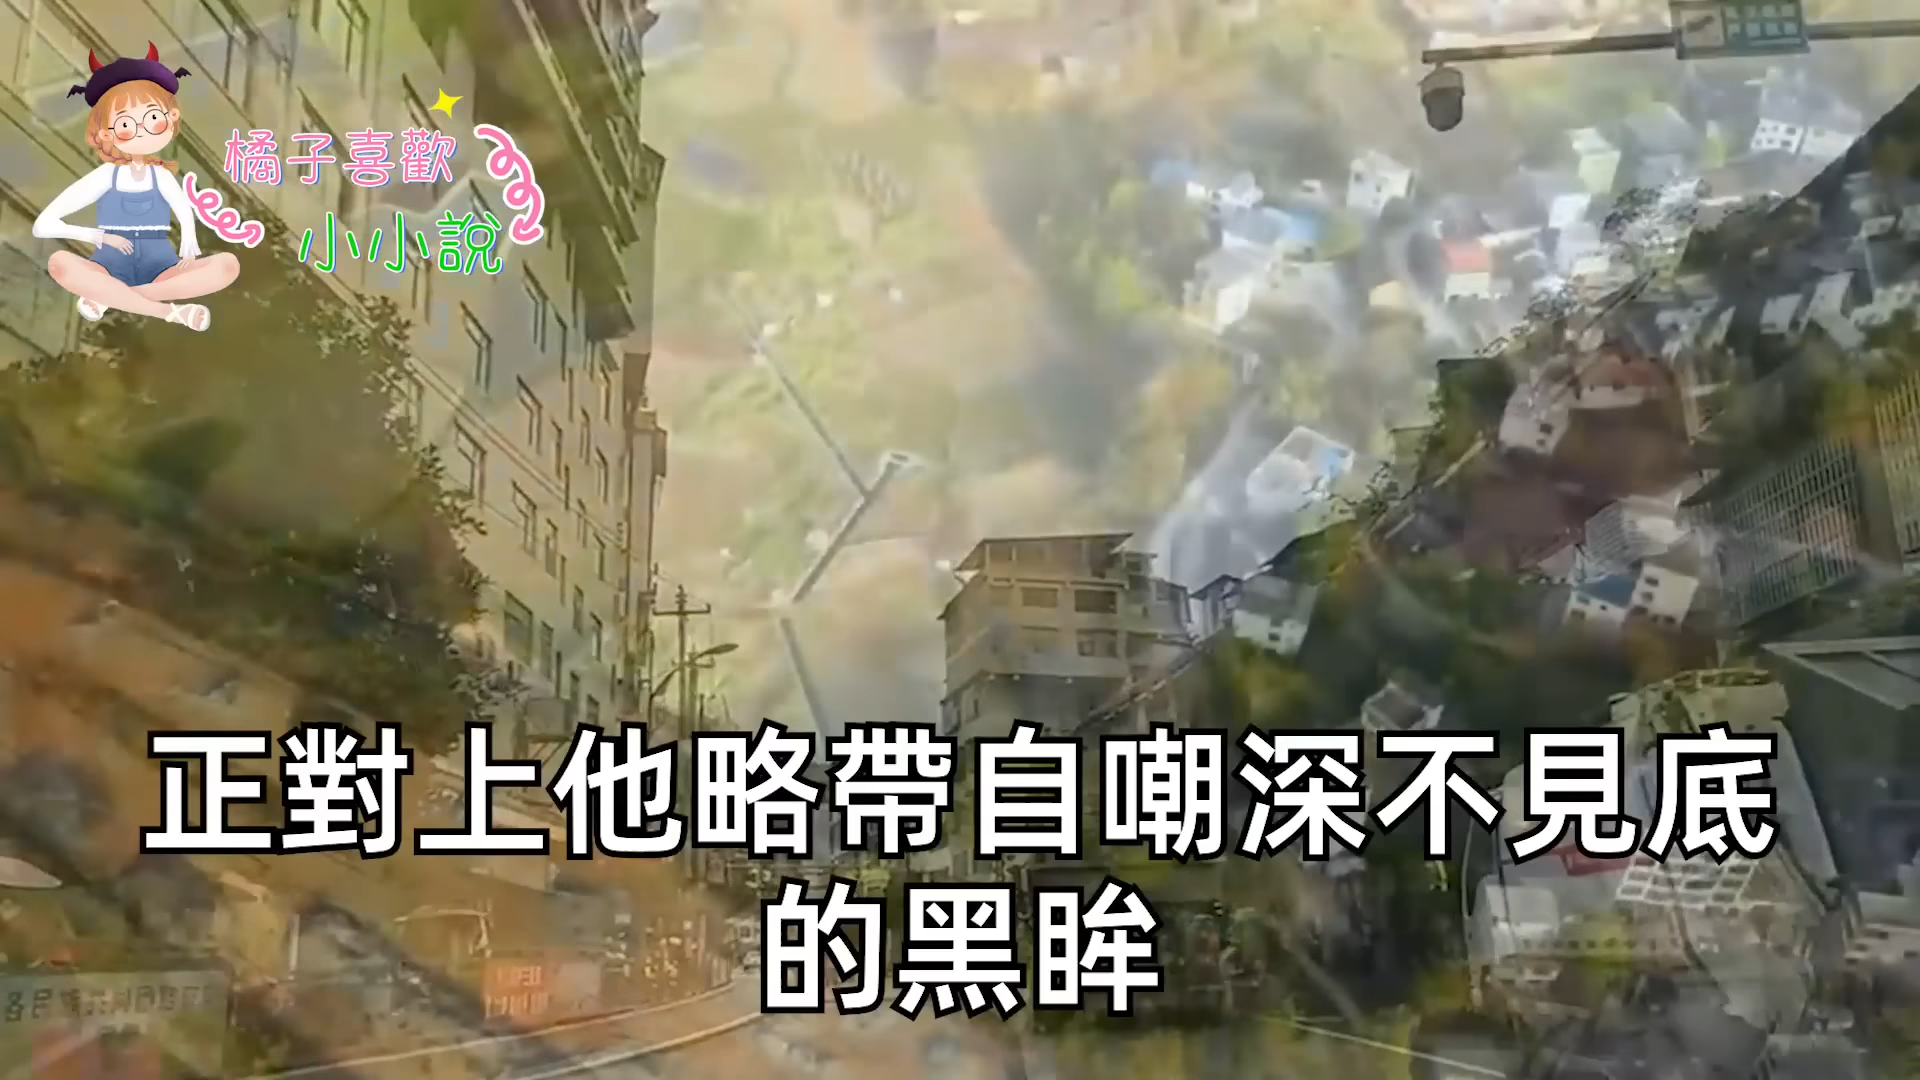 橘子喜歡
小小說
正對上他略帶自嘲深不見底
的黑眸